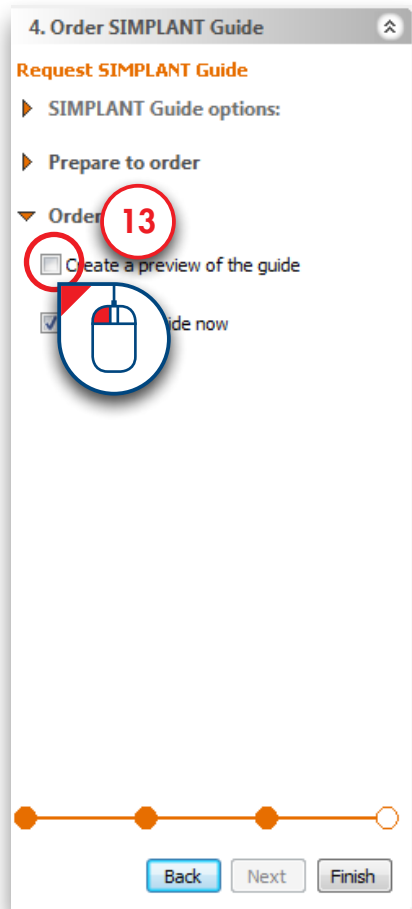 4. Order SIMPLANT Guide
Request SIMPLANT Guide
SIMPLANT Guide options:
Prepare to order
Order
13
Create a preview of the guide
ide now
Back Next Finish